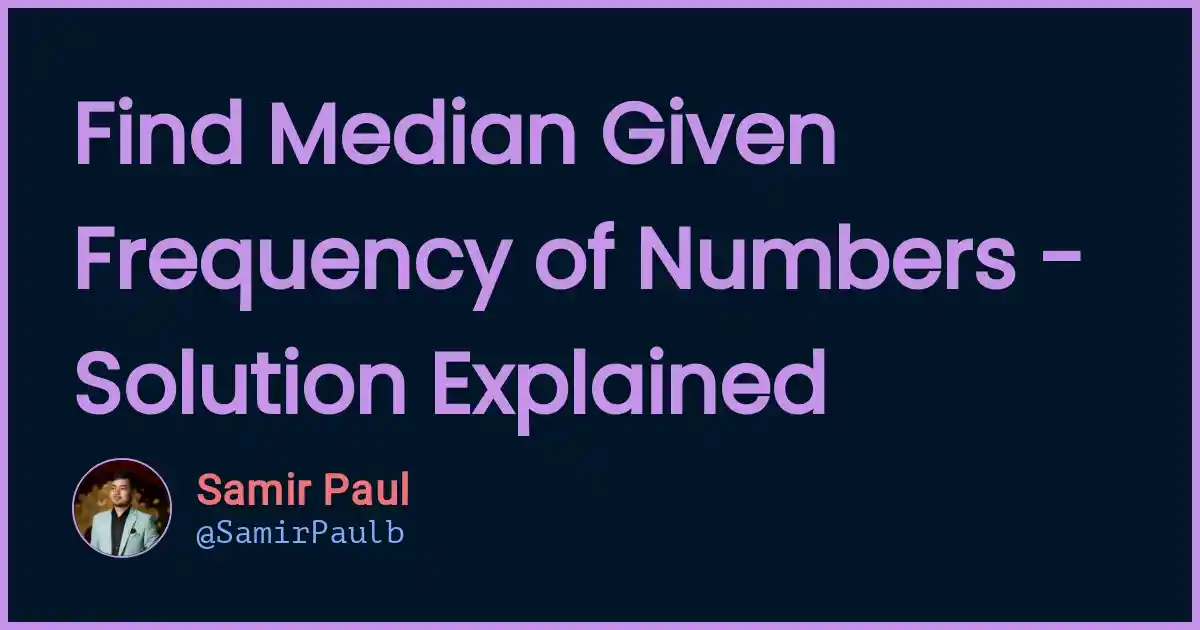 Find Median Given
Frequency of Numbers -
Solution Explained
Samir Paul
@SamirPaulb